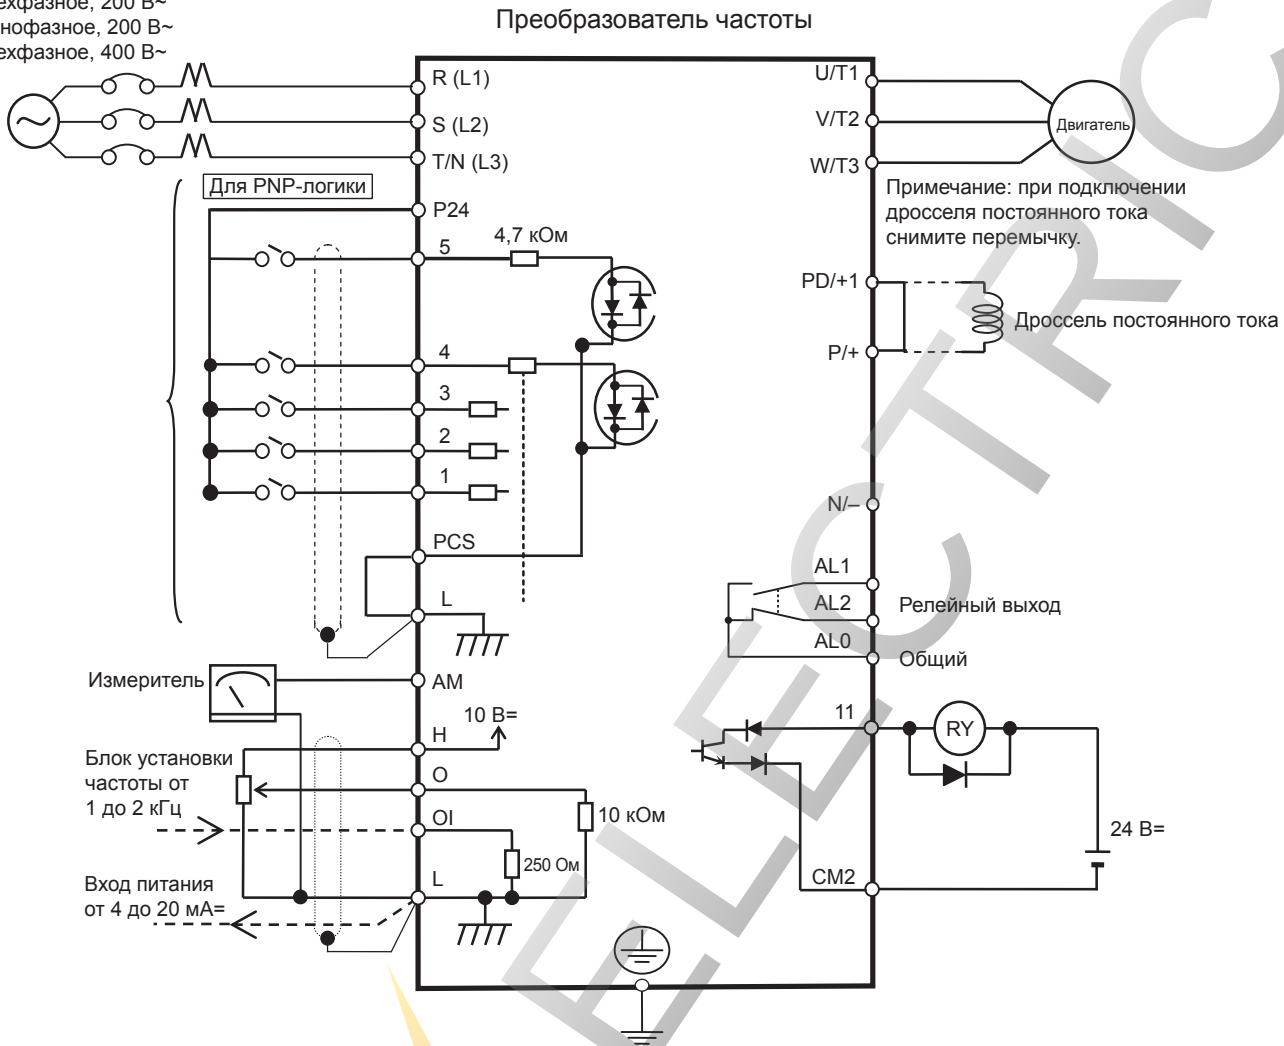 ехфазное, 200 В~
нофазное, 200 В~
ехфазное, 400 В~
Преобразователь частоты
R (L1)
S (L2)
T/N (L3)
Для PNP-логики
P24
5
4,7 кОм
4
3
2
1
PCS
L
Измеритель
AM
10 В=
H
Блок установки
частоты от
1 до 2 кГц
O
OI
10 кОм
250 Ом
L
Вход питания
от 4 до 20 мА=
U/T1
V/T2
W/T3
Двигатель
Примечание: при подключении
дросселя постоянного тока
снимите перемычку.
PD/+1
P/+
Дроссель постоянного тока
N/–
AL1
AL2
AL0
Релейный выход
Общий
11
RY
24 В=
CM2
ELECTRIC